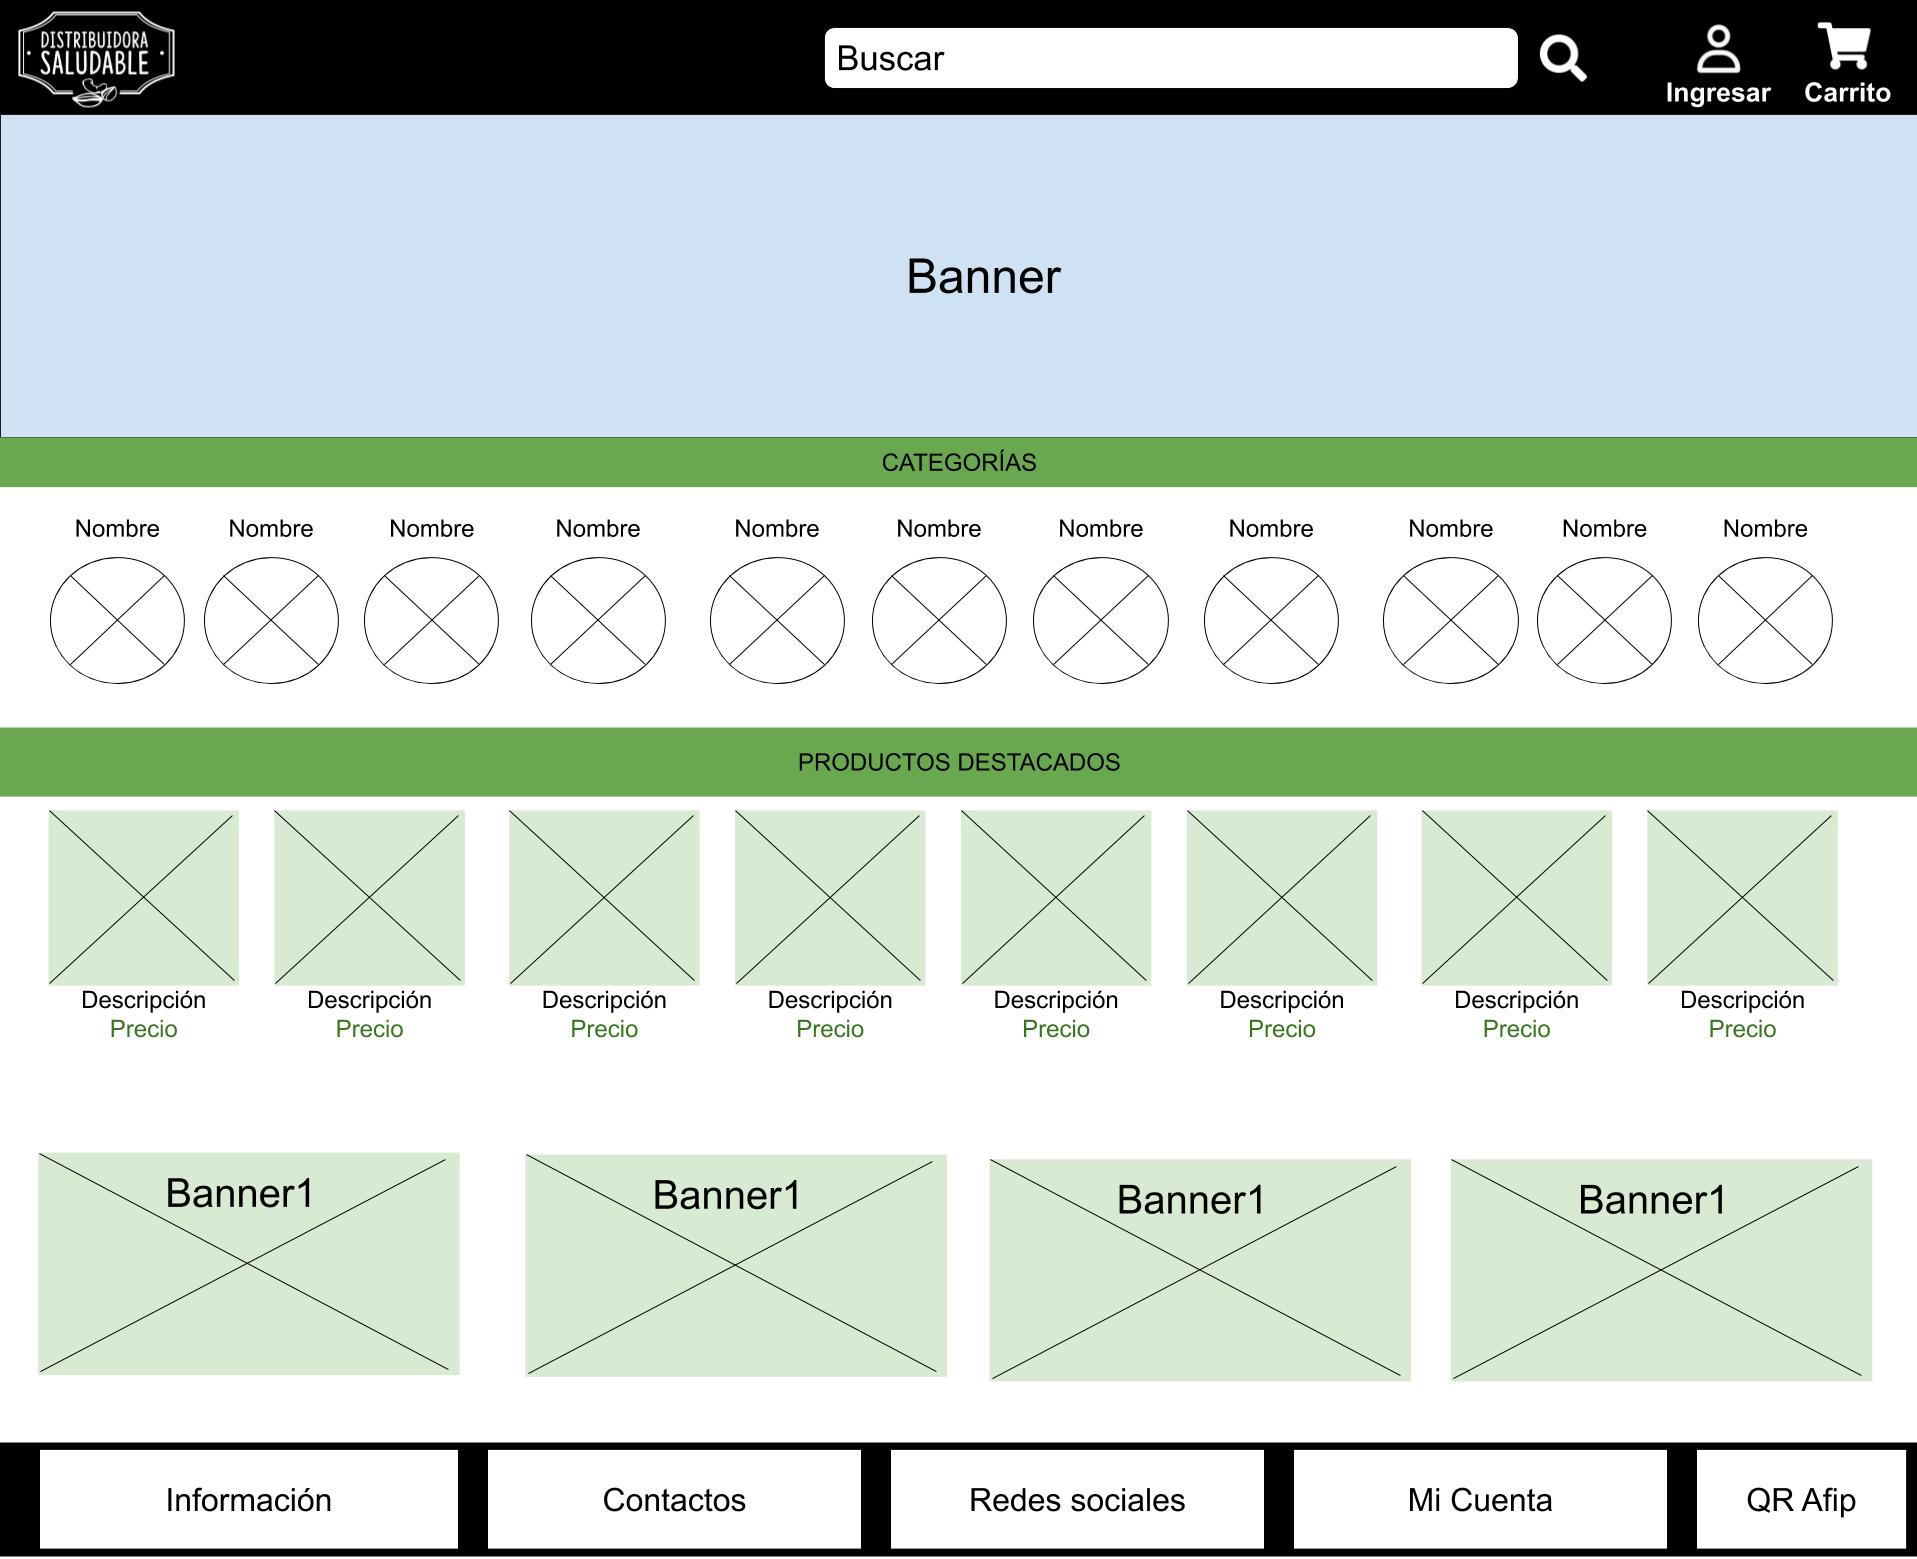 DISTRIBUIDORA
SALUDABLE
Buscar
Ingresar
Carrito
Banner
CATEGORÍAS
Nombre Nombre Nombre Nombre Nombre Nombre Nombre Nombre Nombre Nombre Nombre
PRODUCTOS DESTACADOS
Descripción Descripción Descripción Descripción Descripción Descripción Descripción Descripción
Precio Precio Precio Precio Precio Precio Precio Precio
Banner1 Banner1 Banner1 Banner1
Información Contactos Redes sociales Mi Cuenta QR Afip